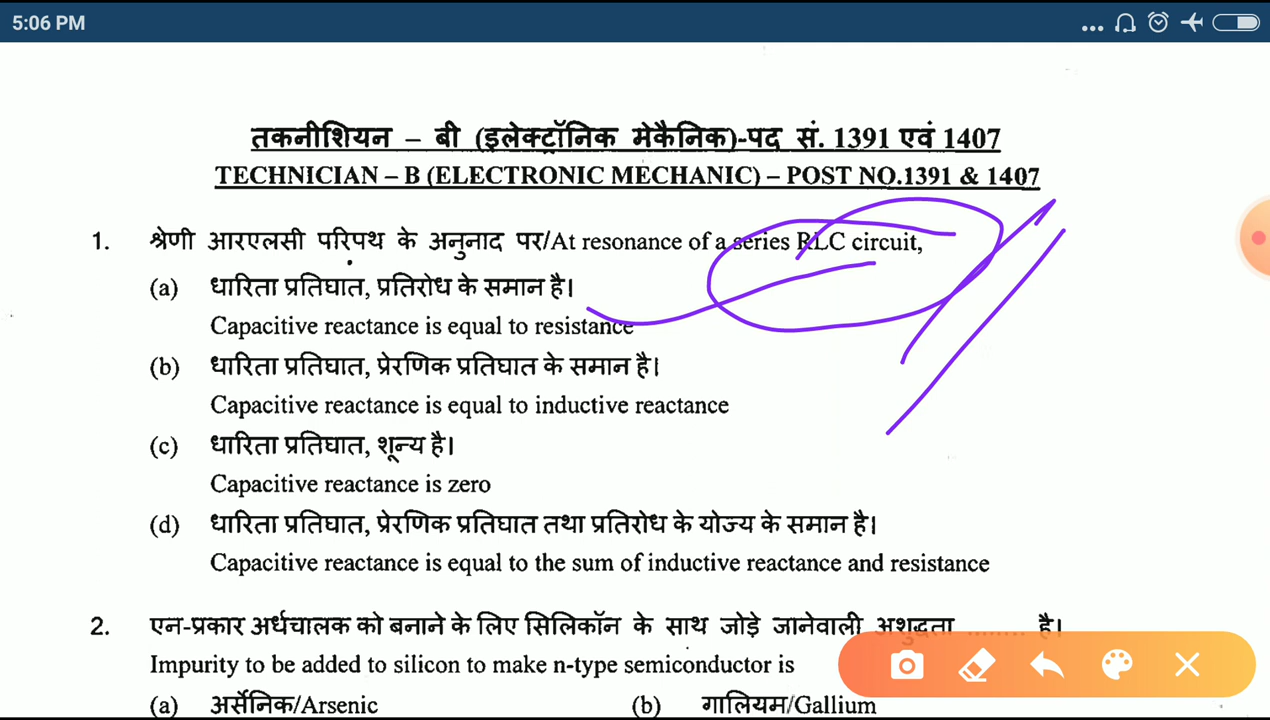 5:06 PM
तकनीशियन – बी (इलेक्ट्रॉनिक मेकैनिक)-पद सं. 1391 एवं 1407
TECHNICIAN – B (ELECTRONIC MECHANIC) – POST NO.1391 & 1407
1. श्रेणी आरएलसी परिपथ के अनुनाद पर/At resonance of a series RLC circuit,
(a) धारिता प्रतिघात, प्रतिरोध के समान है।
Capacitive reactance is equal to resistance
(b) धारिता प्रतिघात, प्रेरणिक प्रतिघात के समान है।
Capacitive reactance is equal to inductive reactance
(c) धारिता प्रतिघात, शून्य है।
Capacitive reactance is zero
(d) धारिता प्रतिघात, प्रेरणिक प्रतिघात तथा प्रतिरोध के योज्य के समान है।
Capacitive reactance is equal to the sum of inductive reactance and resistance
2. एन-प्रकार अर्धचालक को बनाने के लिए सिलिकॉन के साथ जोड़े जानेवाली अशुद्धता ........ है।
Impurity to be added to silicon to make n-type semiconductor is
(a) अर्सेनिक/Arsenic (b) गालियम/Gallium